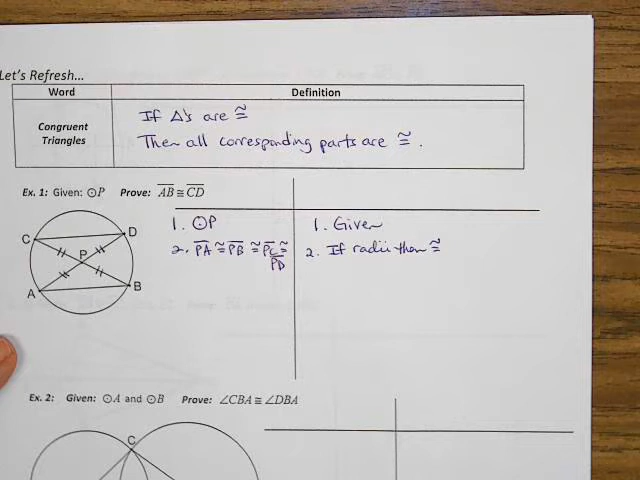 Let's Refresh...
Word Definition
Congruent Triangles
If Δ's are ≅
Then all corresponding parts are ≅.
Ex. 1: Given: ⊙P Prove: AB ≅ CD
1. ⊙P 1. Given
2. PA ≅ PB ≅ PC ≅ PD 2. If radii then ≅
C
D
P
A
B
Ex. 2: Given: ⊙A and ⊙B Prove: ∠CBA ≅ ∠DBA
C